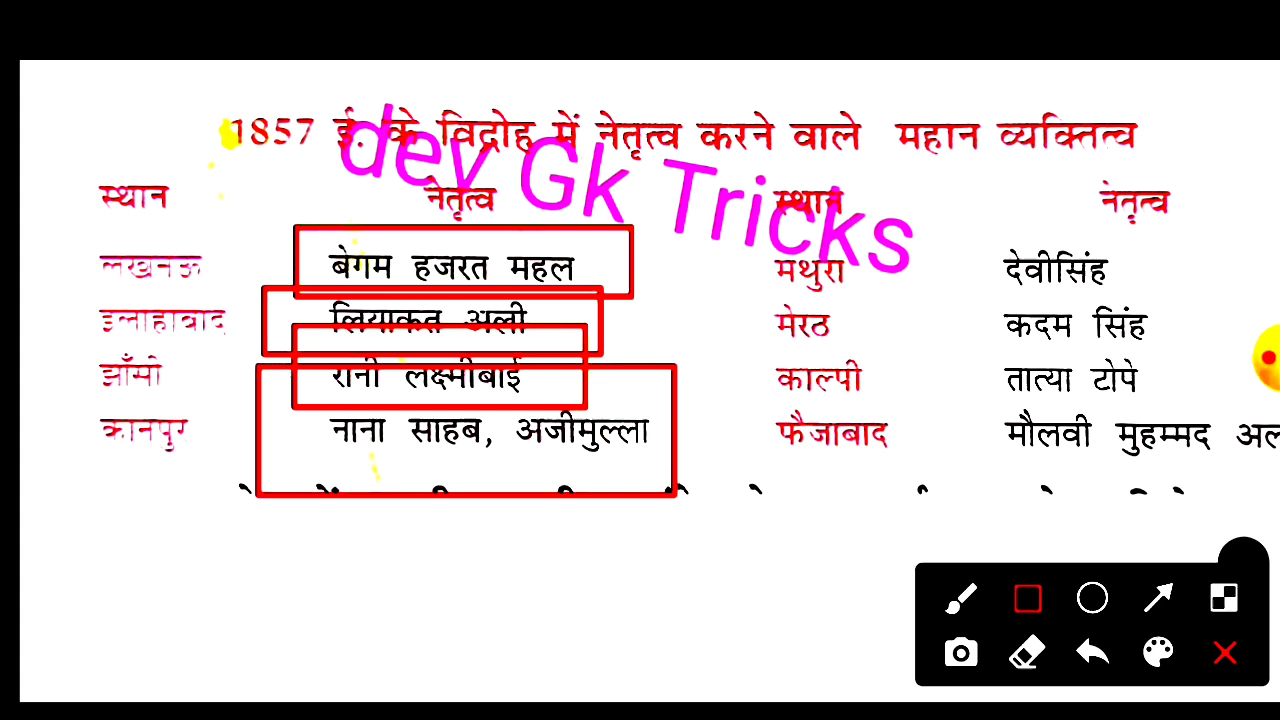 1857 ई. के विद्रोह में नेतृत्व करने वाले महान व्यक्तित्व
dev Gk Tricks
स्थान नेतृत्व स्थान नेतृत्व
लखनऊ बेगम हजरत महल मथुरा देवीसिंह
इलाहाबाद लियाकत अली मेरठ कदम सिंह
झाँसी रानी लक्ष्मीबाई काल्पी तात्या टोपे
कानपुर नाना साहब, अजीमुल्ला फैजाबाद मौलवी मुहम्मद